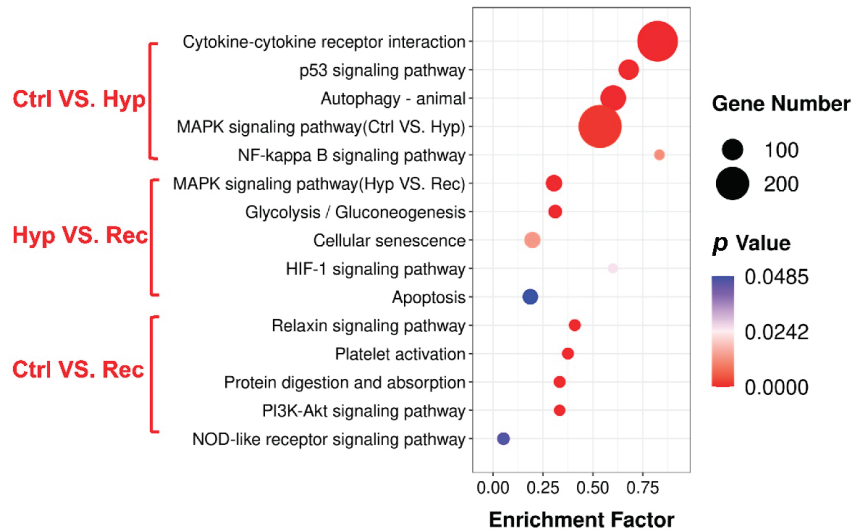 Ctrl VS. Hyp
Cytokine-cytokine receptor interaction
p53 signaling pathway
Autophagy - animal
MAPK signaling pathway(Ctrl VS. Hyp)
NF-kappa B signaling pathway
Hyp VS. Rec
MAPK signaling pathway(Hyp VS. Rec)
Glycolysis / Gluconeogenesis
Cellular senescence
HIF-1 signaling pathway
Apoptosis
Ctrl VS. Rec
Relaxin signaling pathway
Platelet activation
Protein digestion and absorption
PI3K-Akt signaling pathway
NOD-like receptor signaling pathway
0.00 0.25 0.50 0.75
Enrichment Factor
Gene Number
100
200
p Value
0.0485
0.0242
0.0000